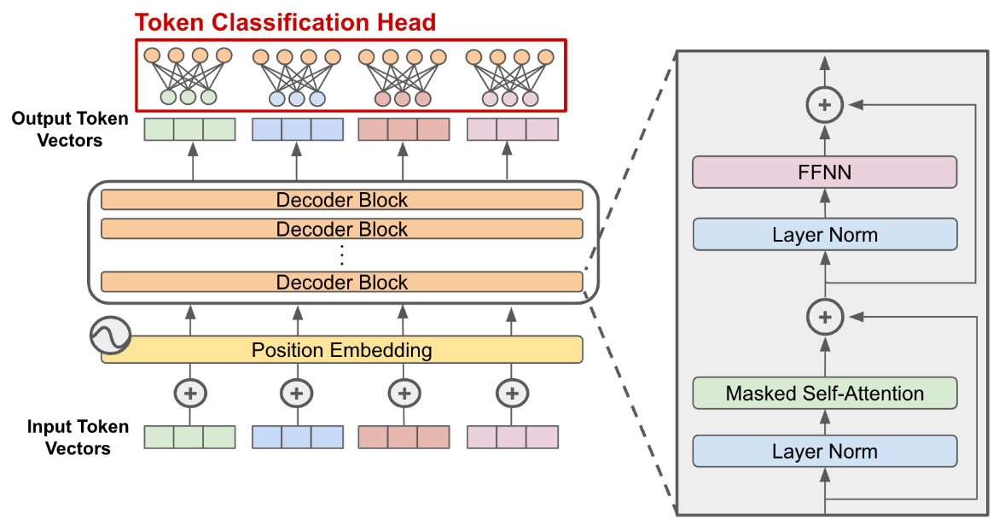 Token Classification Head
Output Token
Vectors
Decoder Block
Decoder Block
Decoder Block
Position Embedding
Input Token
Vectors
FFNN
Layer Norm
Masked Self-Attention
Layer Norm